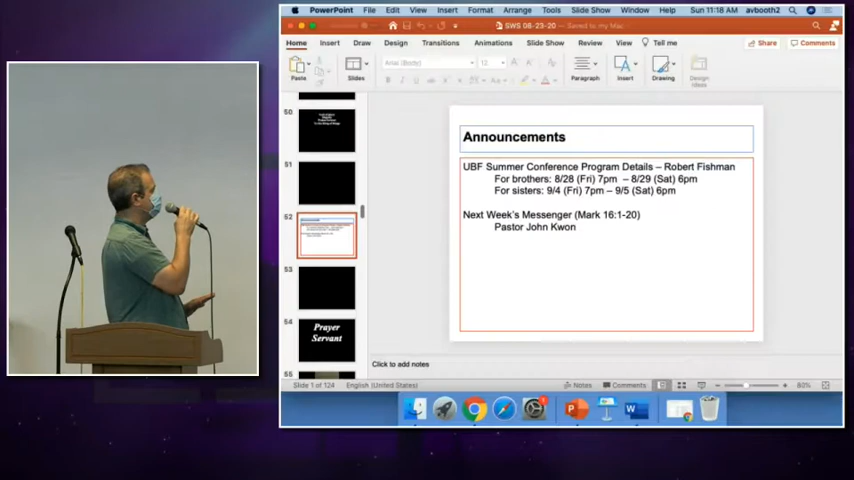 PowerPoint File Edit View Insert Format Arrange Tools Slide Show Window Help Sun 11:18 AM avbooth2
SWS 08-23-20 — Saved to my Mac
Home Insert Draw Design Transitions Animations Slide Show Review View Tell me Share Comments
Arial (Body) 12
Paste Slides Paragraph Insert Drawing Design Ideas
50
51
52
53
54
Prayer
Servant
55
Announcements
UBF Summer Conference Program Details – Robert Fishman
For brothers: 8/28 (Fri) 7pm – 8/29 (Sat) 6pm
For sisters: 9/4 (Fri) 7pm – 9/5 (Sat) 6pm
Next Week's Messenger (Mark 16:1-20)
Pastor John Kwon
Click to add notes
Slide 1 of 124 English (United States) Notes Comments 80%